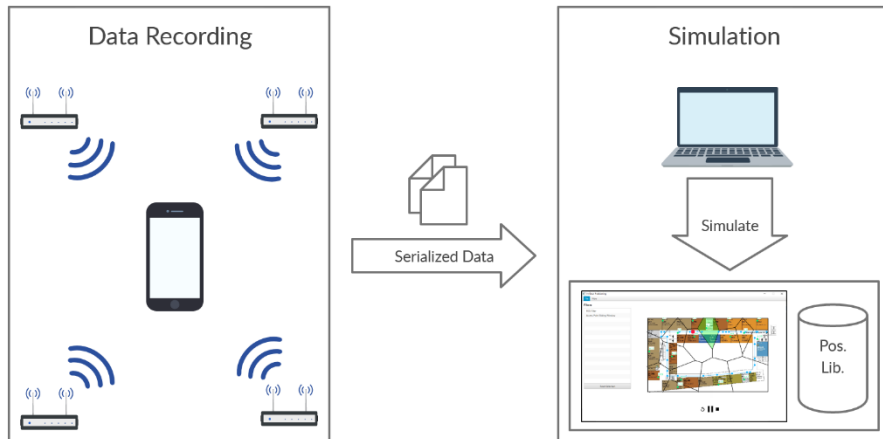 Data Recording
Simulation
Serialized Data
Simulate
Pos.
Lib.